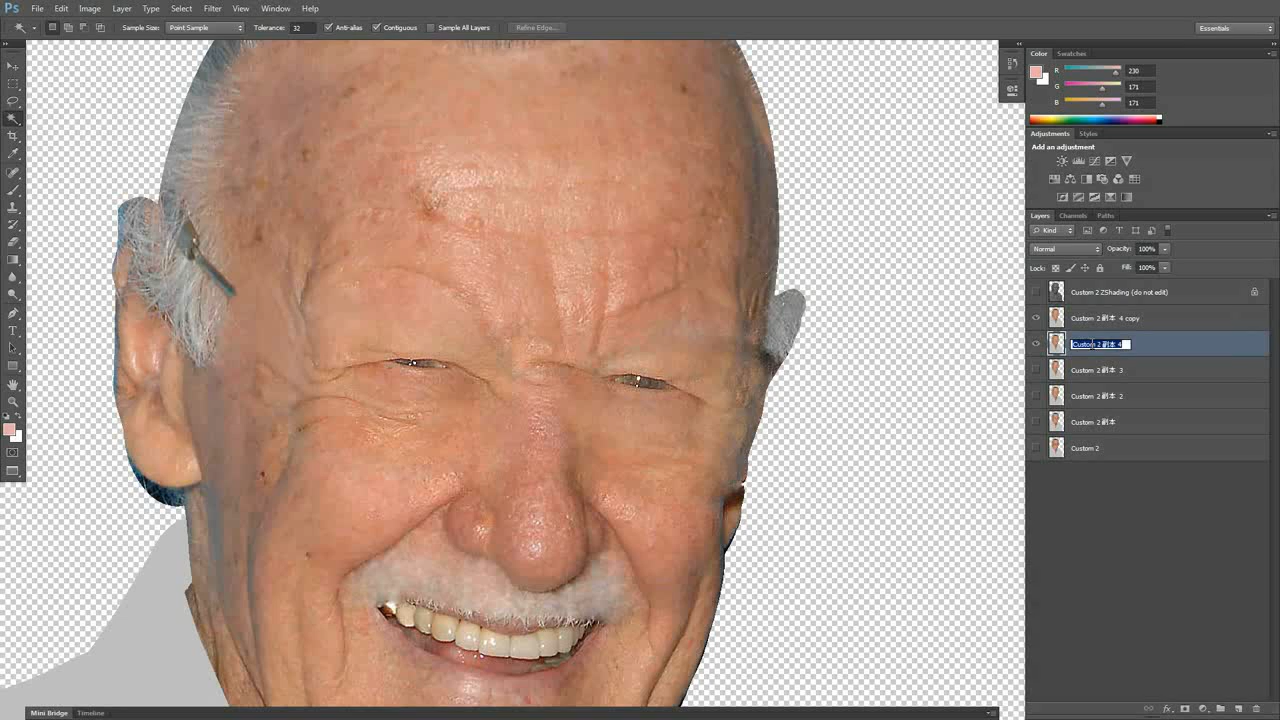 Ps File Edit Image Layer Type Select Filter View Window Help
Sample Size: Point Sample Tolerance: 32 Anti-alias Contiguous Sample All Layers Refine Edge... Essentials
Color Swatches
R 230
G 171
B 171
Adjustments Styles
Add an adjustment
Layers Channels Paths
Kind
Normal Opacity: 100%
Lock: Fill: 100%
Custom 2 ZShading (do not edit)
Custom 2 副本 4 copy
Custom 2 副本 4
Custom 2 副本 3
Custom 2 副本 2
Custom 2 副本
Custom 2
fx
Mini Bridge Timeline